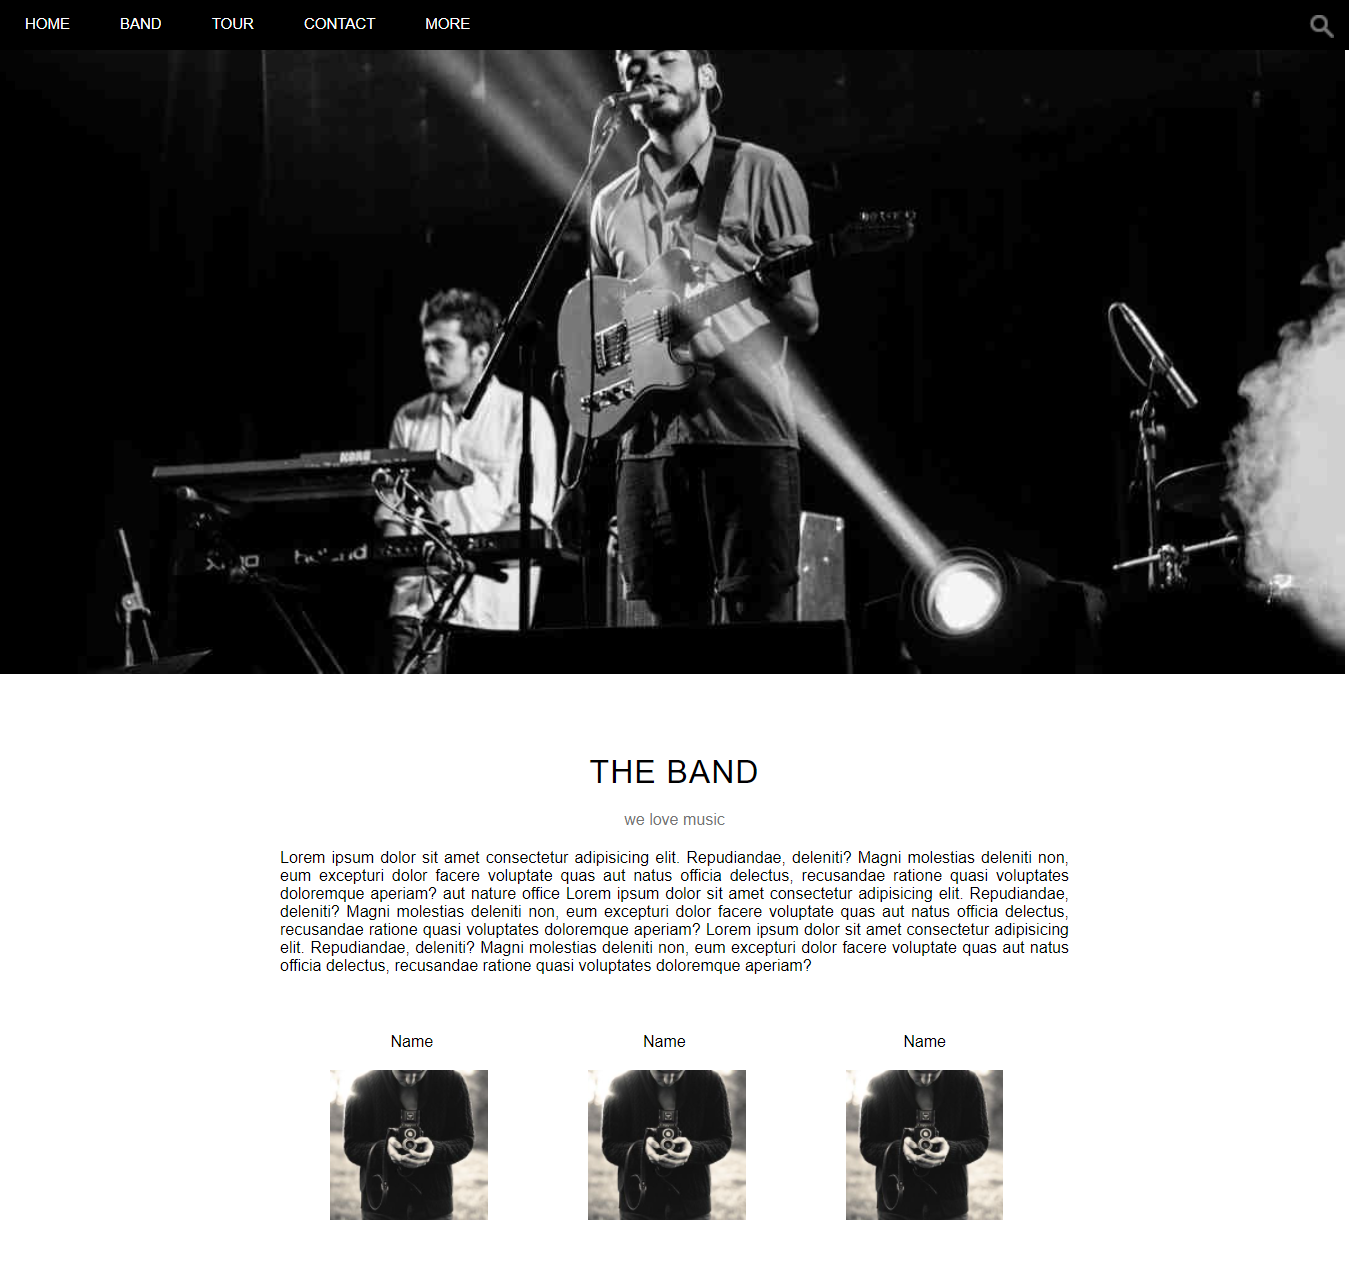 HOME BAND TOUR CONTACT MORE
KORG
THE BAND
we love music
Lorem ipsum dolor sit amet consectetur adipisicing elit. Repudiandae, deleniti? Magni molestias deleniti non,
eum excepturi dolor facere voluptate quas aut natus officia delectus, recusandae ratione quasi voluptates
doloremque aperiam? aut nature office Lorem ipsum dolor sit amet consectetur adipisicing elit. Repudiandae,
deleniti? Magni molestias deleniti non, eum excepturi dolor facere voluptate quas aut natus officia delectus,
recusandae ratione quasi voluptates doloremque aperiam? Lorem ipsum dolor sit amet consectetur adipisicing
elit. Repudiandae, deleniti? Magni molestias deleniti non, eum excepturi dolor facere voluptate quas aut natus
officia delectus, recusandae ratione quasi voluptates doloremque aperiam?
Name Name Name